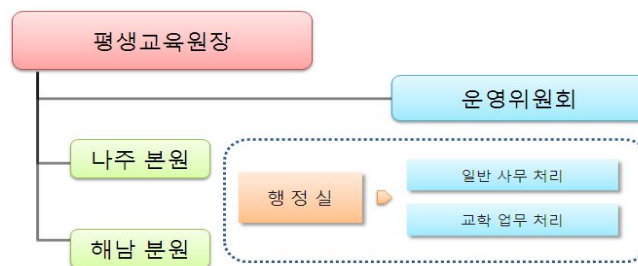 평생교육원장
운영위원회
나주 본원
행정실
일반 사무 처리
교학 업무 처리
해남 분원